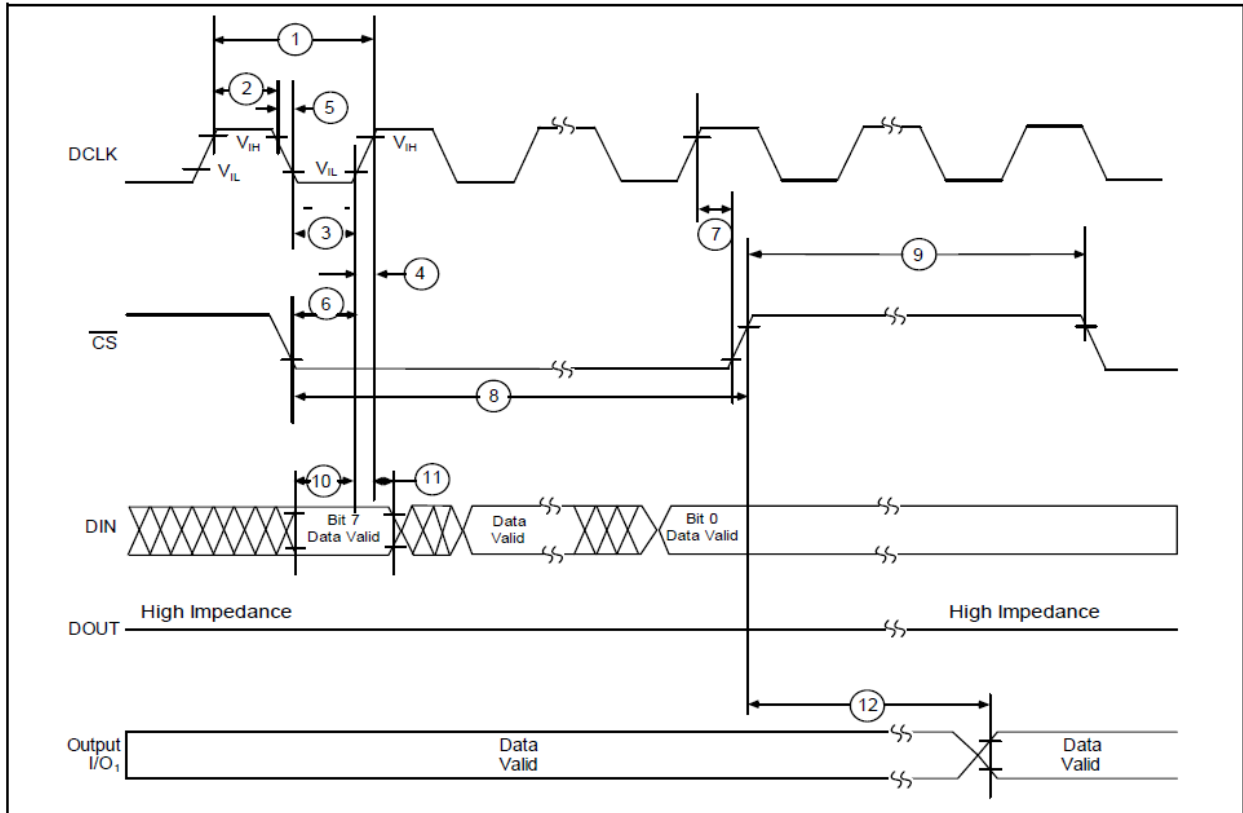 1
2
5
DCLK
VIH
VIL
VIL
VIH
3
7
4
9
6
CS
8
10
11
DIN
Bit 7
Data Valid
Data
Valid
Bit 0
Data Valid
High Impedance
High Impedance
DOUT
12
Output
I/O1
Data
Valid
Data
Valid